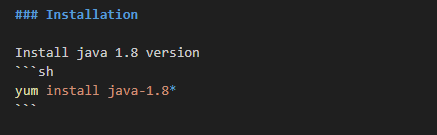 ### Installation
Install java 1.8 version
```sh
yum install java-1.8*
```